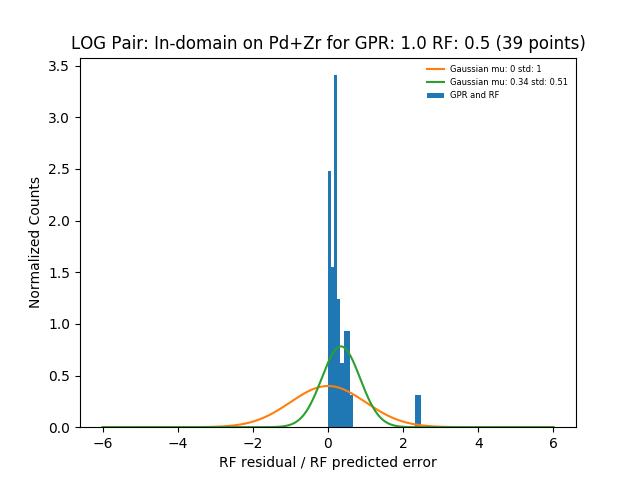 LOG Pair: In-domain on Pd+Zr for GPR: 1.0 RF: 0.5 (39 points)
Gaussian mu: 0 std: 1
Gaussian mu: 0.34 std: 0.51
GPR and RF
Normalized Counts
3.5
3.0
2.5
2.0
1.5
1.0
0.5
0.0
−6 −4 −2 0 2 4 6
RF residual / RF predicted error